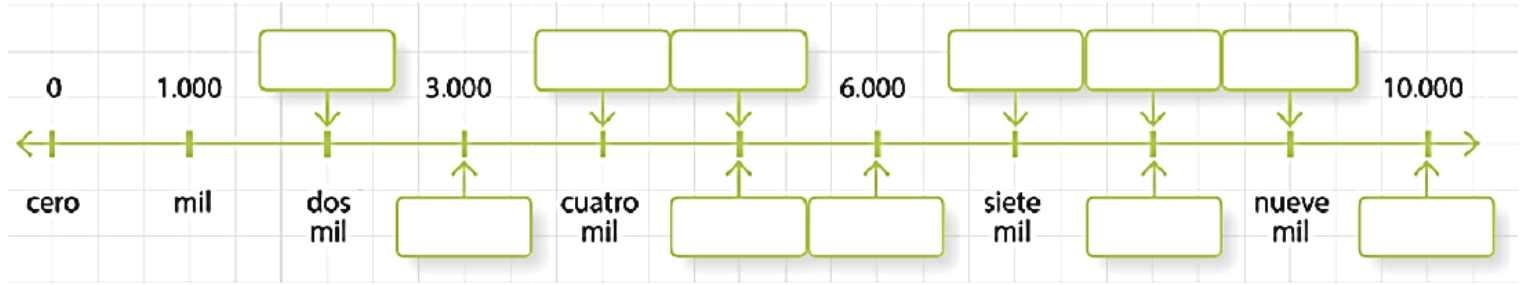 0 1.000 3.000 6.000 10.000
cero mil dos cuatro siete nueve
mil mil mil mil